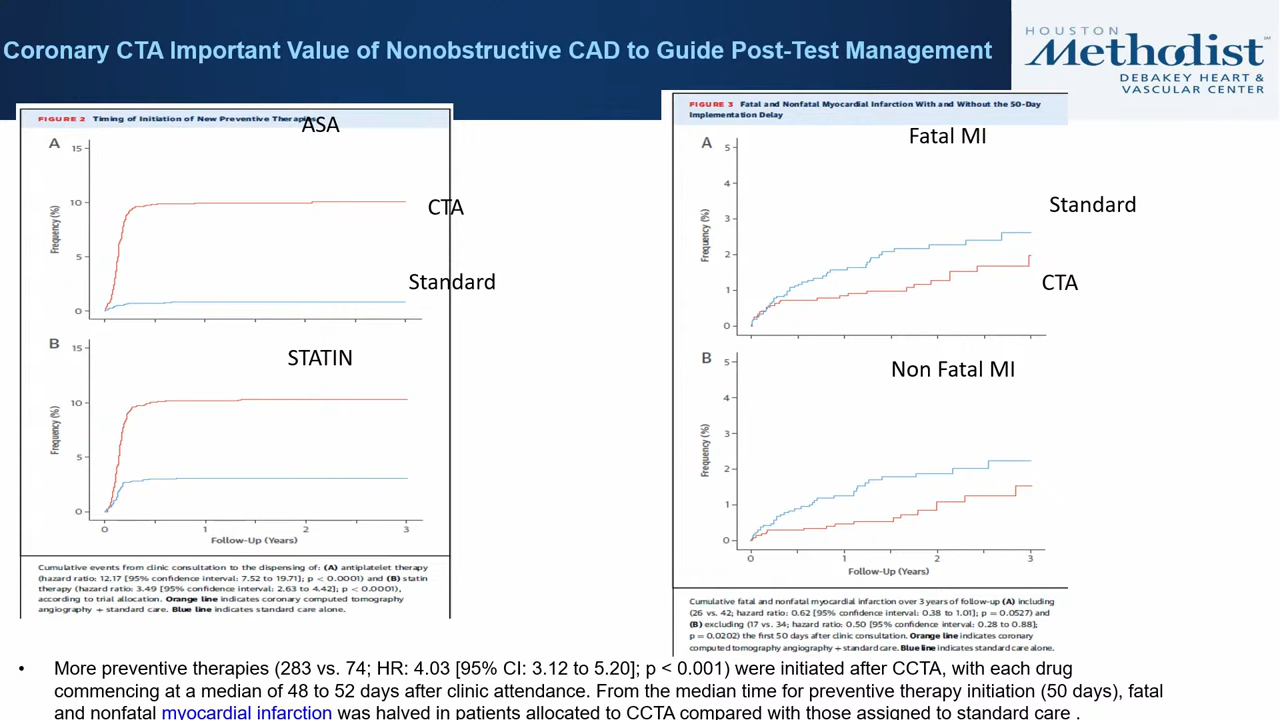 Coronary CTA Important Value of Nonobstructive CAD to Guide Post-Test Management
HOUSTON
Methodist
SM
DEBAKEY HEART &
VASCULAR CENTER
FIGURE 2 Timing of Initiation of New Preventive Therapies
ASA
A
15
10
5
0
Frequency (%)
CTA
Standard
B
STATIN
15
10
5
0
Frequency (%)
0 1 2 3
Follow-Up (Years)
Cumulative events from clinic consultation to the dispensing of: (A) antiplatelet therapy
(hazard ratio: 12.17 [95% confidence interval: 7.52 to 19.71]; p < 0.0001) and (B) statin
therapy (hazard ratio: 3.49 [95% confidence interval: 2.63 to 4.42]; p < 0.0001),
according to trial allocation. Orange line indicates coronary computed tomography
angiography + standard care. Blue line indicates standard care alone.
FIGURE 3 Fatal and Nonfatal Myocardial Infarction With and Without the 50-Day
Implementation Delay
Fatal MI
A
5
4
3
2
1
0
Frequency (%)
Standard
CTA
B
Non Fatal MI
5
4
3
2
1
0
Frequency (%)
0 1 2 3
Follow-Up (Years)
Cumulative fatal and nonfatal myocardial infarction over 3 years of follow-up (A) including
(26 vs. 42; hazard ratio: 0.62 [95% confidence interval: 0.38 to 1.01]; p = 0.0527) and
(B) excluding (17 vs. 34; hazard ratio: 0.50 [95% confidence interval: 0.28 to 0.88];
p = 0.0202) the first 50 days after clinic consultation. Orange line indicates coronary
computed tomography angiography + standard care. Blue line indicates standard care alone.
• More preventive therapies (283 vs. 74; HR: 4.03 [95% CI: 3.12 to 5.20]; p < 0.001) were initiated after CCTA, with each drug
commencing at a median of 48 to 52 days after clinic attendance. From the median time for preventive therapy initiation (50 days), fatal
and nonfatal myocardial infarction was halved in patients allocated to CCTA compared with those assigned to standard care .